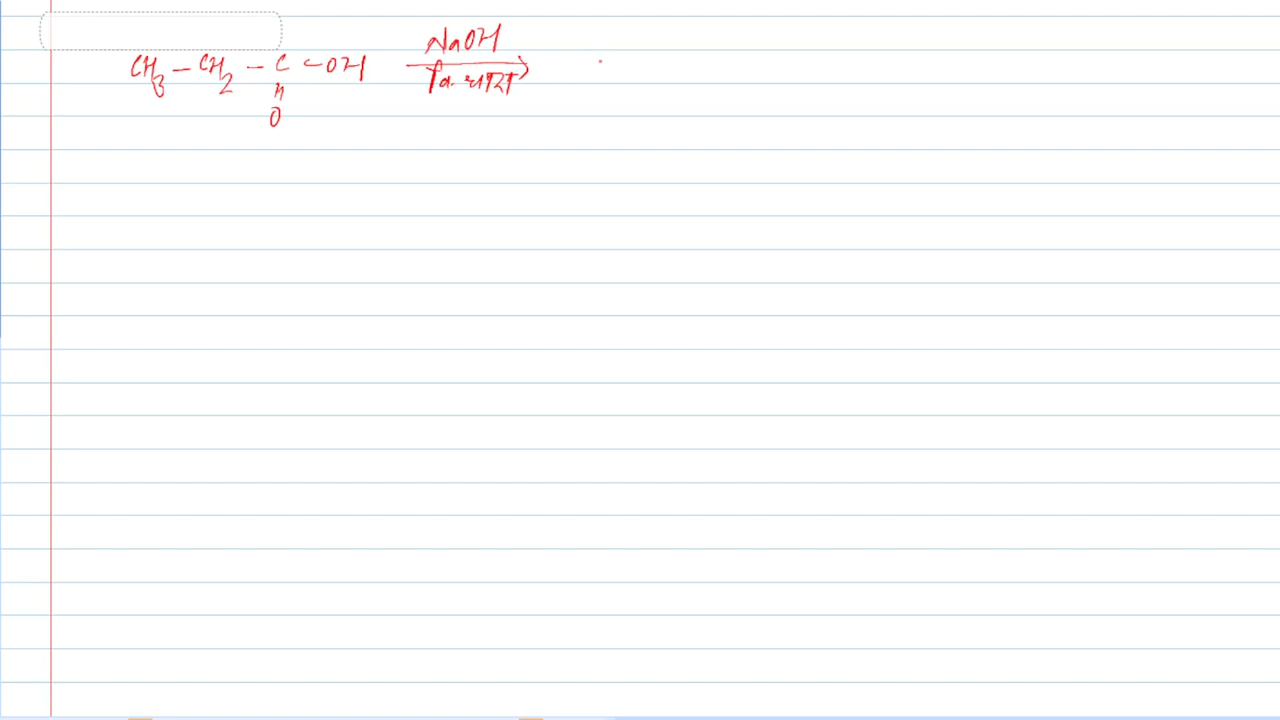 NaOH
CH3 – CH2 – C – OH ⟶
॥
O